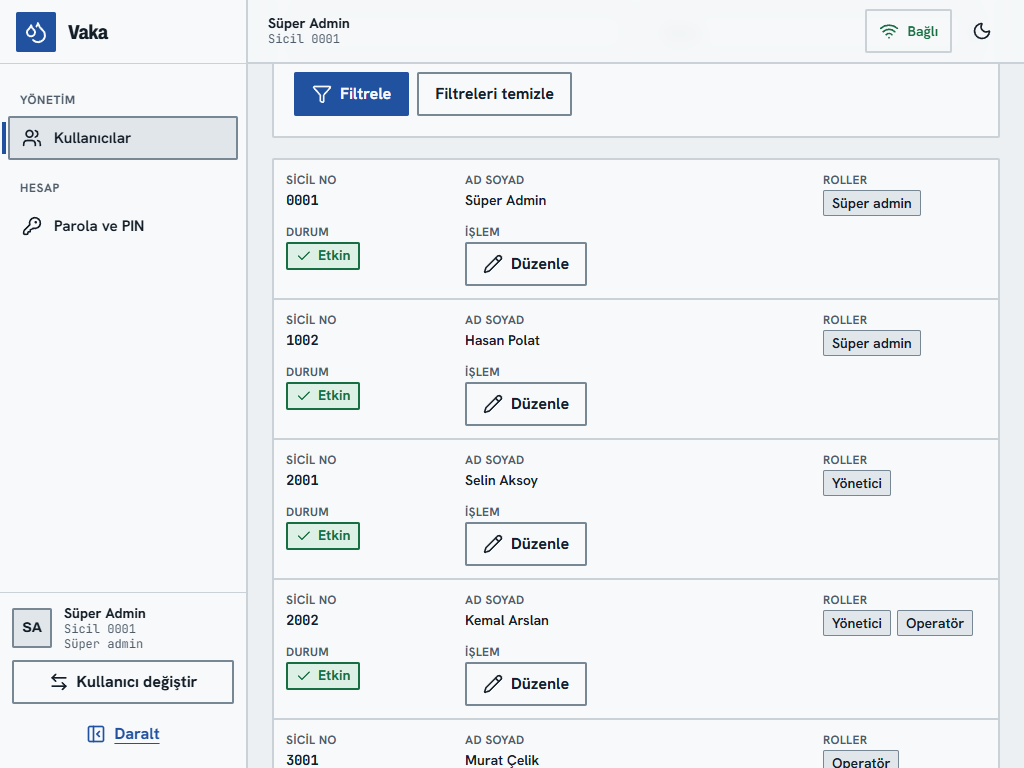 Vaka
YÖNETİM
Kullanıcılar
HESAP
Parola ve PIN
SA
Süper Admin
Sicil 0001
Süper admin
Kullanıcı değiştir
Daralt
Süper Admin
Sicil 0001
Bağlı
Filtrele
Filtreleri temizle
SİCİL NO
0001
AD SOYAD
Süper Admin
ROLLER
Süper admin
DURUM
Etkin
İŞLEM
Düzenle
SİCİL NO
1002
AD SOYAD
Hasan Polat
ROLLER
Süper admin
DURUM
Etkin
İŞLEM
Düzenle
SİCİL NO
2001
AD SOYAD
Selin Aksoy
ROLLER
Yönetici
DURUM
Etkin
İŞLEM
Düzenle
SİCİL NO
2002
AD SOYAD
Kemal Arslan
ROLLER
Yönetici Operatör
DURUM
Etkin
İŞLEM
Düzenle
SİCİL NO
3001
AD SOYAD
Murat Çelik
ROLLER
Operatör